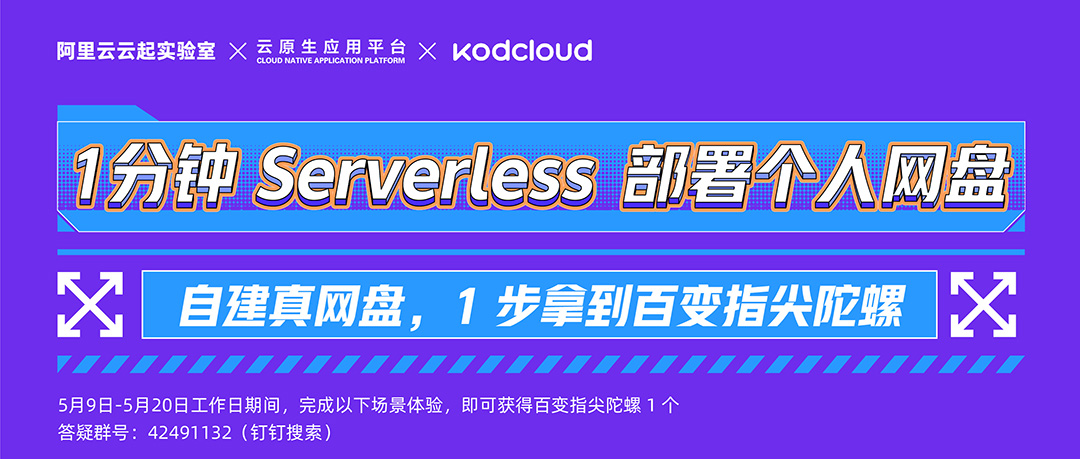 阿里云云起实验室 × 云原生应用平台 × kodcloud
CLOUD NATIVE APPLICATION PLATFORM
1分钟 Serverless 部署个人网盘
自建真网盘，1 步拿到百变指尖陀螺
5月9日-5月20日工作日期间，完成以下场景体验，即可获得百变指尖陀螺 1 个
答疑群号：42491132（钉钉搜索）